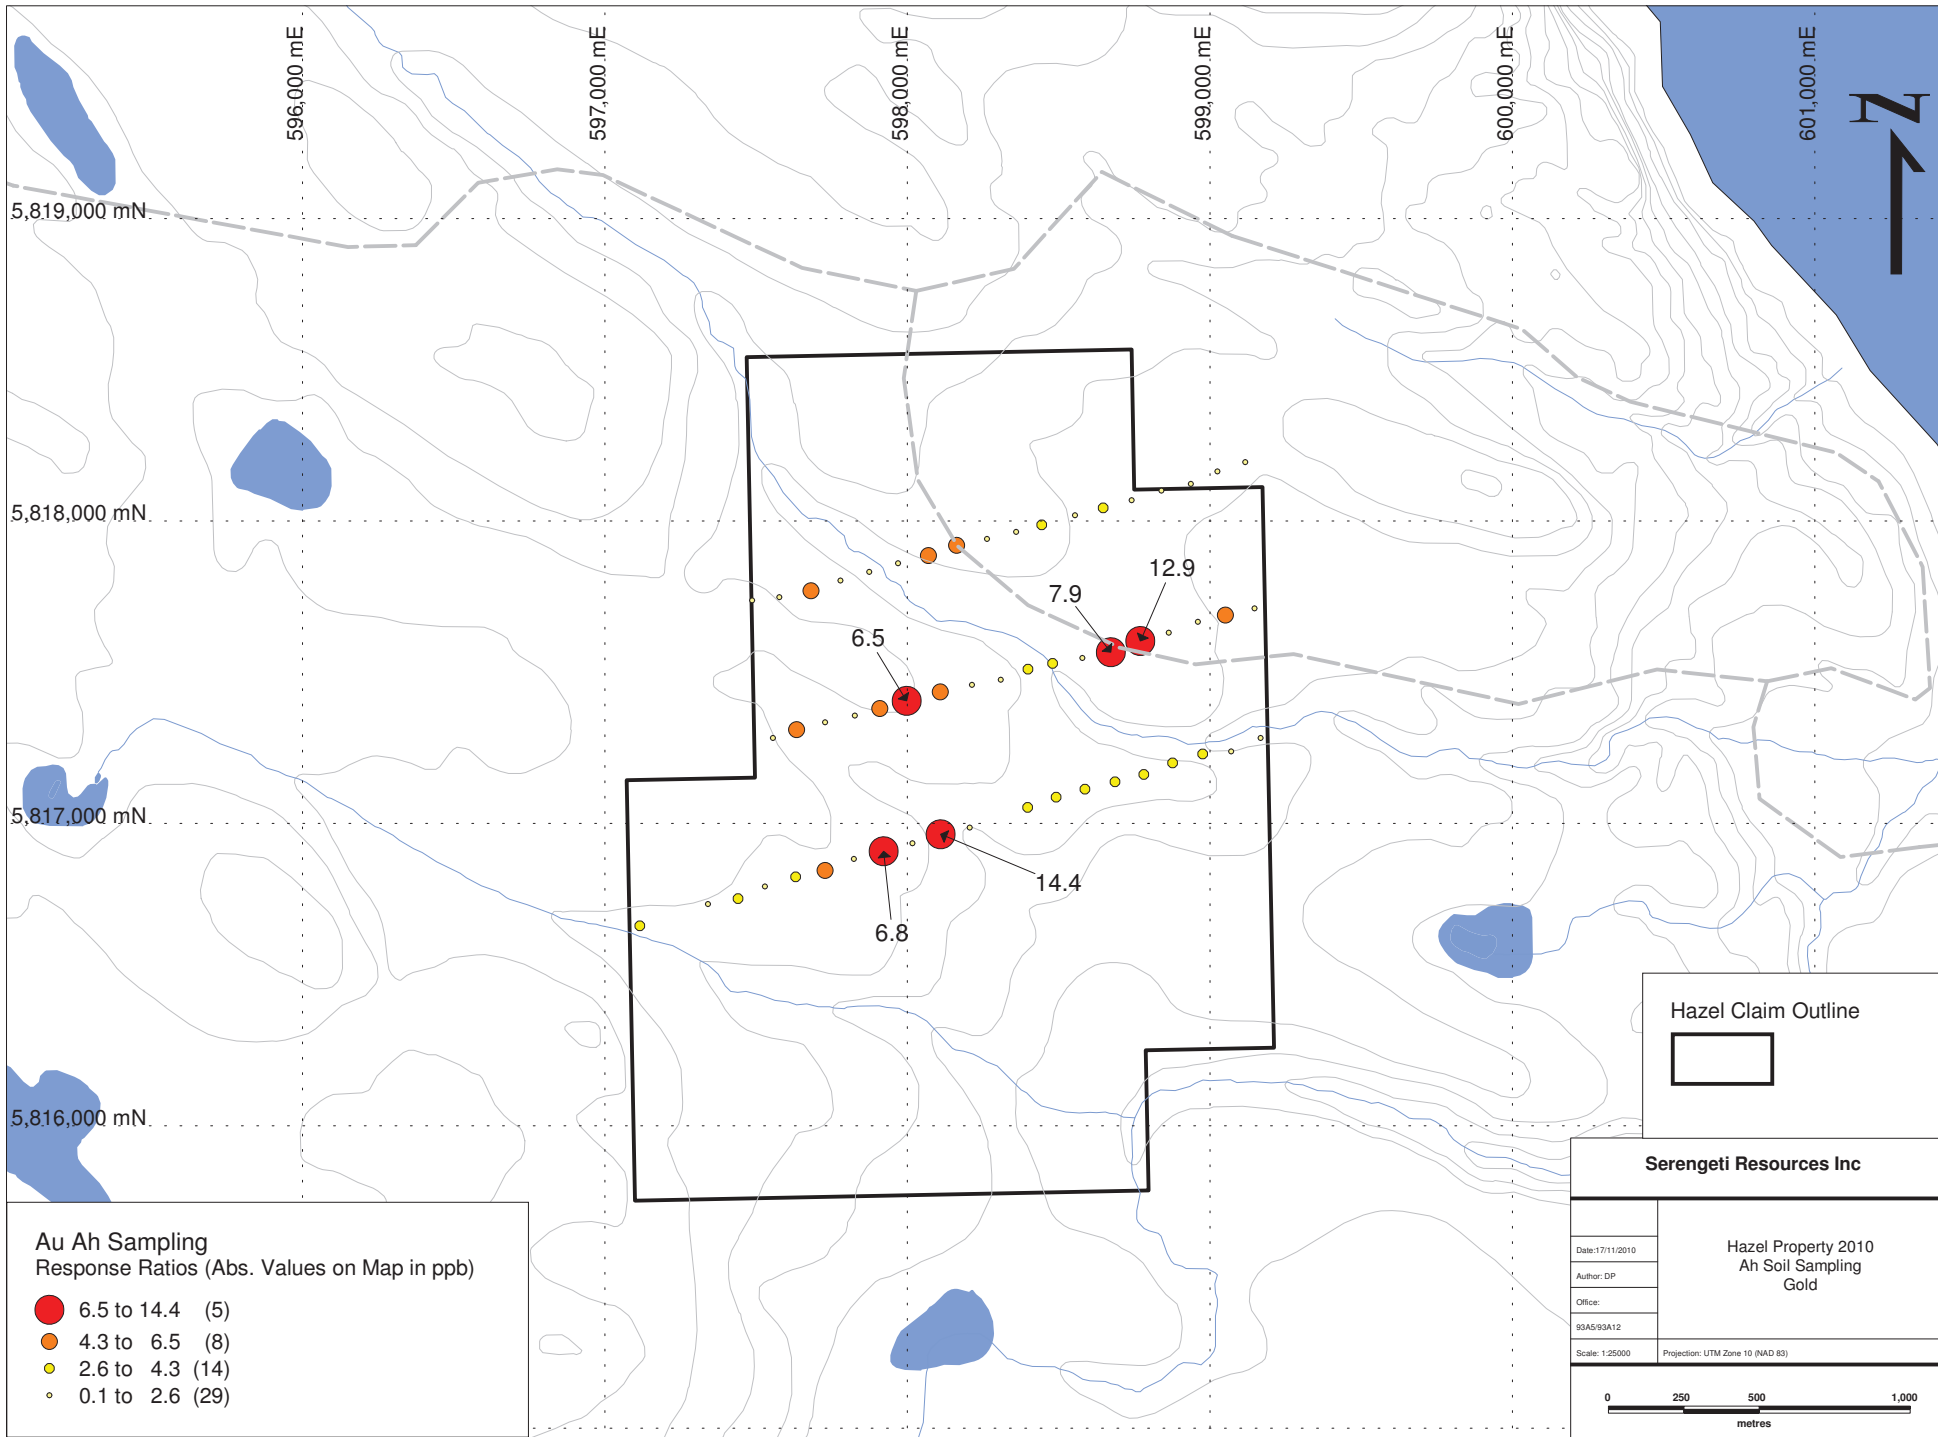 596,000 mE
597,000 mE
598,000 mE
599,000 mE
600,000 mE
601,000 mE
N
5,819,000 mN
5,818,000 mN
12.9
7.9
6.5
5,817,000 mN
14.4
6.8
5,816,000 mN
Hazel Claim Outline
Au Ah Sampling
Response Ratios (Abs. Values on Map in ppb)
6.5 to 14.4 (5)
4.3 to 6.5 (8)
2.6 to 4.3 (14)
0.1 to 2.6 (29)
Serengeti Resources Inc
Date:17/11/2010
Author: DP
Office:
93A5/93A12
Scale: 1:25000
Hazel Property 2010
Ah Soil Sampling
Gold
Projection: UTM Zone 10 (NAD 83)
0 250 500 1,000
metres